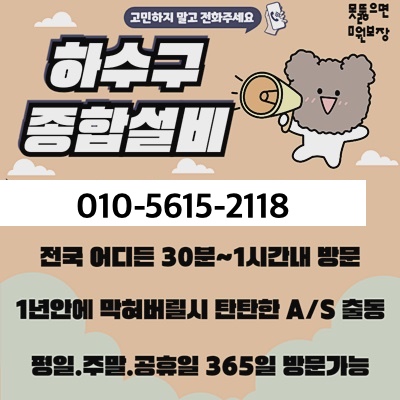 고민하지 말고 전화주세요
못뚫으면
0원보장
하수구
종합설비
010-5615-2118
전국 어디든 30분~1시간내 방문
1년안에 막혀버릴시 탄탄한 A/S 출동
평일.주말.공휴일 365일 방문가능